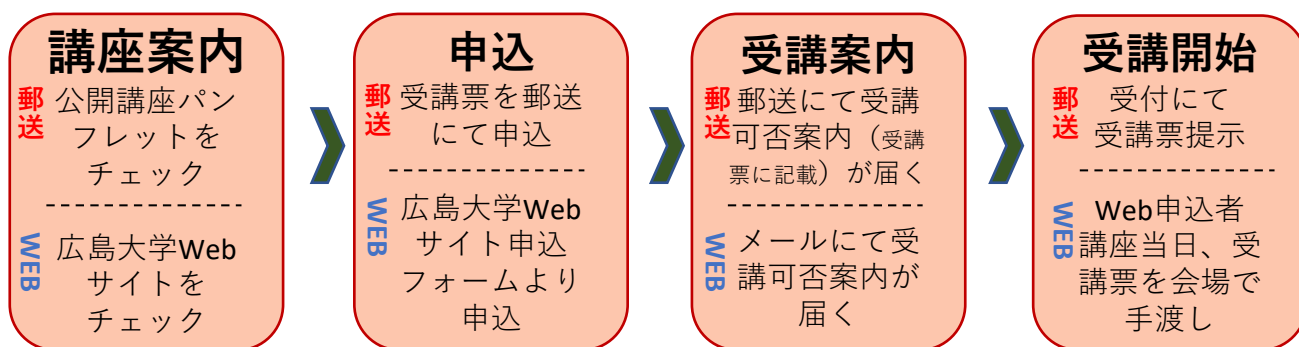 講座案内
郵送
公開講座パン
フレットを
チェック
WEB
広島大学Web
サイトを
チェック
申込
郵送
受講票を郵送
にて申込
WEB
広島大学Web
サイト申込
フォームより
申込
受講案内
郵送
郵送にて受講
可否案内（受講
票に記載）が届く
WEB
メールにて受
講可否案内が
届く
受講開始
郵送
受付にて
受講票提示
WEB
Web申込者
講座当日、受
講票を会場で
手渡し